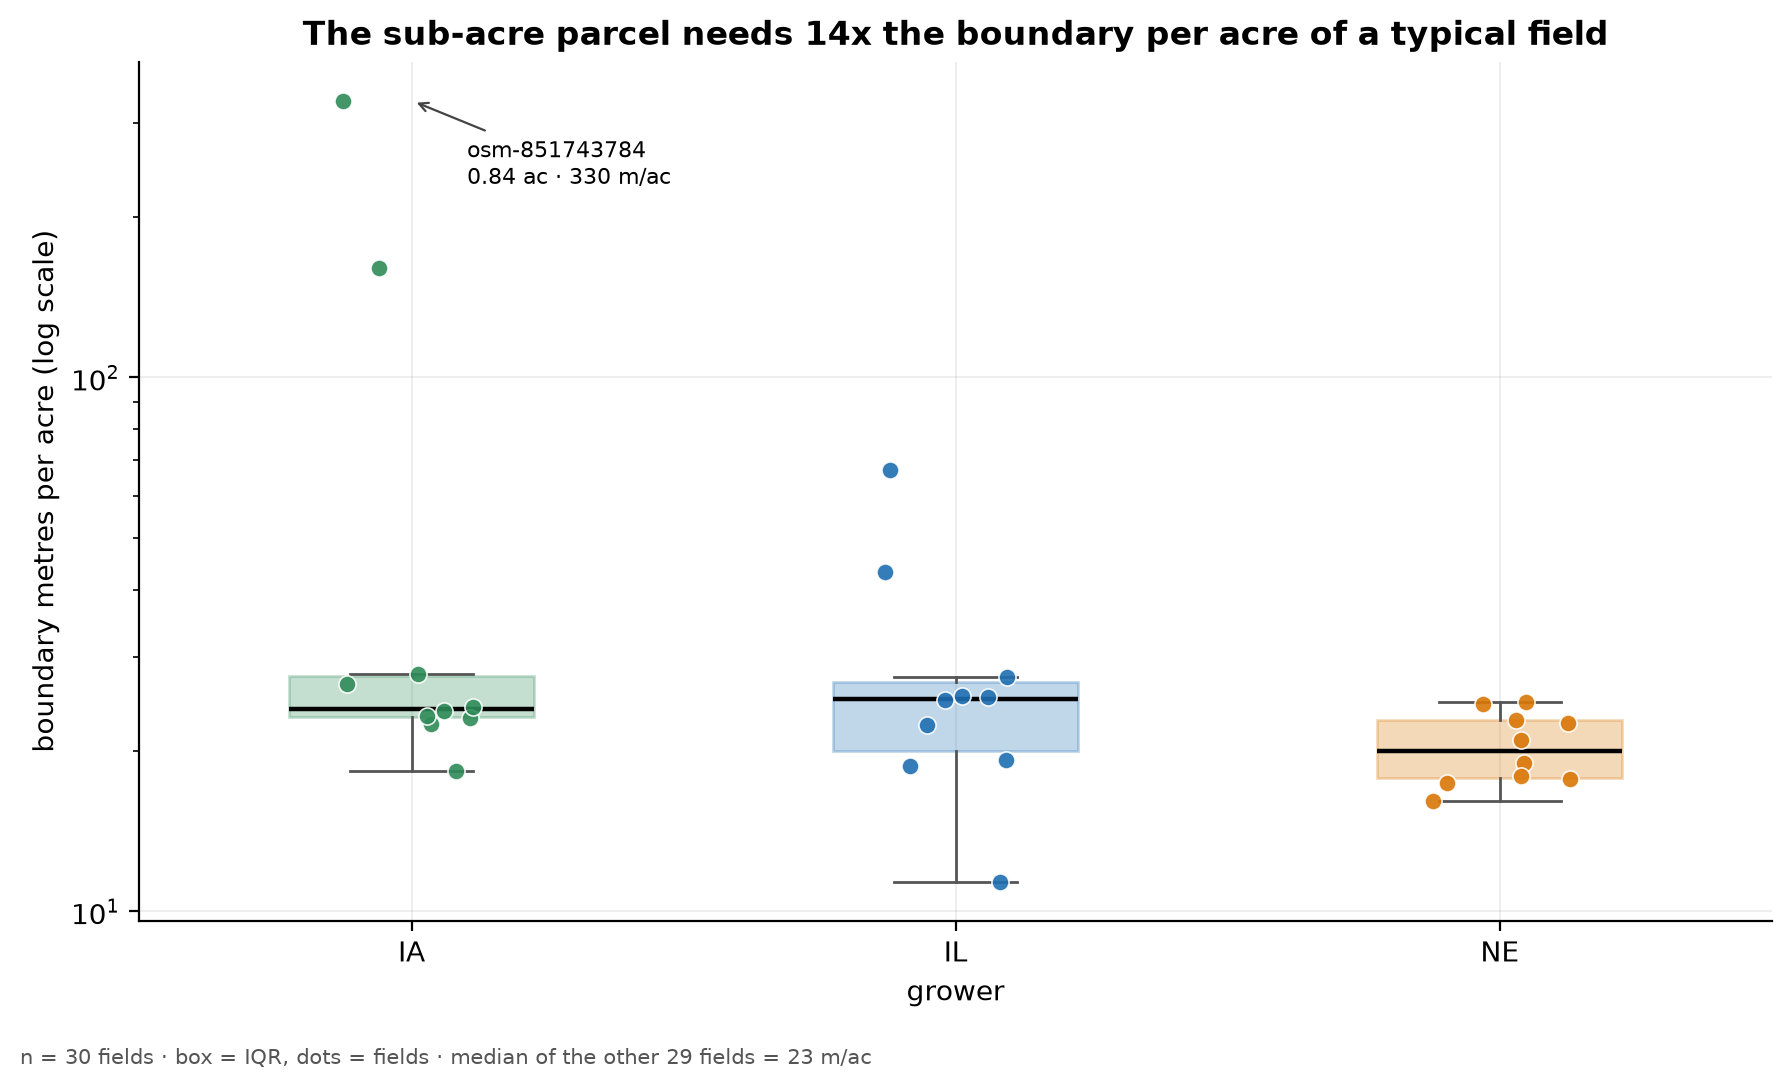 The sub-acre parcel needs 14x the boundary per acre of a typical field
osm-851743784
0.84 ac · 330 m/ac
boundary metres per acre (log scale)
10²
10¹
IA
IL
NE
grower
n = 30 fields · box = IQR, dots = fields · median of the other 29 fields = 23 m/ac